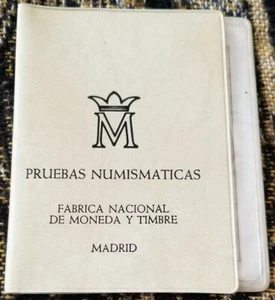 M
PRUEBAS NUMISMATICAS
FABRICA NACIONAL
DE MONEDA Y TIMBRE
MADRID